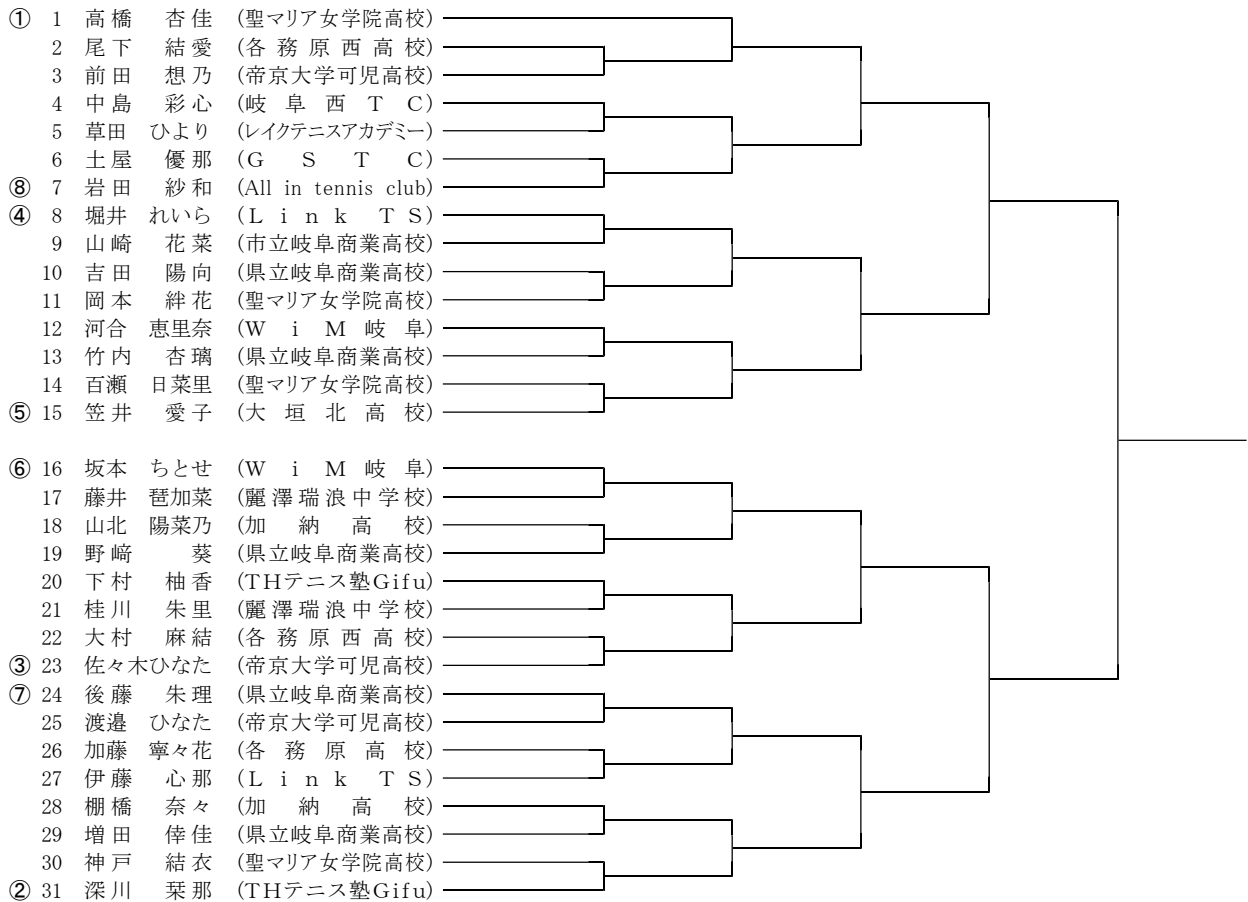 ① 1 高橋 杏佳 (聖マリア女学院高校)
2 尾下 結愛 (各務原西高校)
3 前田 想乃 (帝京大学可児高校)
4 中島 彩心 (岐阜西TC)
5 草田 ひより (レイクテニスアカデミー)
6 土屋 優那 (GSTC)
⑧ 7 岩田 紗和 (All in tennis club)
④ 8 堀井 れいら (Link TS)
9 山崎 花菜 (市立岐阜商業高校)
10 吉田 陽向 (県立岐阜商業高校)
11 岡本 絆花 (聖マリア女学院高校)
12 河合 恵里奈 (WiM岐阜)
13 竹内 杏璃 (県立岐阜商業高校)
14 百瀬 日菜里 (聖マリア女学院高校)
⑤ 15 笠井 愛子 (大垣北高校)
⑥ 16 坂本 ちとせ (WiM岐阜)
17 藤井 琶加菜 (麗澤瑞浪中学校)
18 山北 陽菜乃 (加納高校)
19 野﨑 葵 (県立岐阜商業高校)
20 下村 柚香 (THテニス塾Gifu)
21 桂川 朱里 (麗澤瑞浪中学校)
22 大村 麻結 (各務原西高校)
③ 23 佐々木ひなた (帝京大学可児高校)
⑦ 24 後藤 朱理 (県立岐阜商業高校)
25 渡邉 ひなた (帝京大学可児高校)
26 加藤 寧々花 (各務原高校)
27 伊藤 心那 (Link TS)
28 棚橋 奈々 (加納高校)
29 増田 倖佳 (県立岐阜商業高校)
30 神戸 結衣 (聖マリア女学院高校)
② 31 深川 栞那 (THテニス塾Gifu)